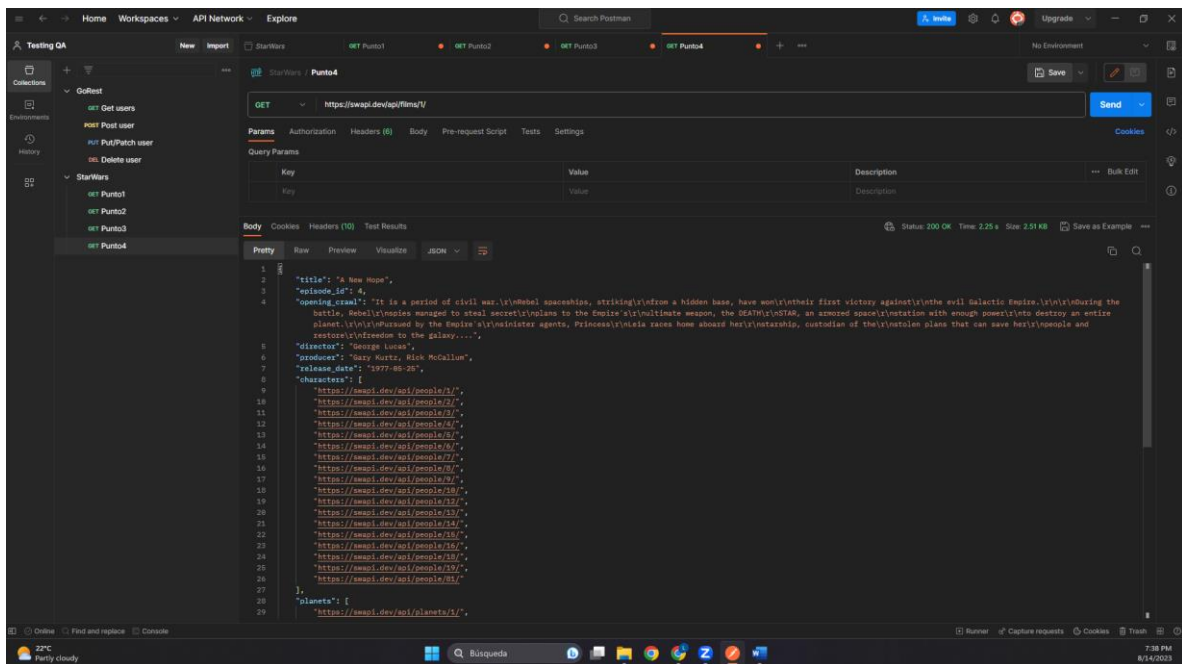 Home Workspaces API Network Explore
Search Postman
Invite
Upgrade
Testing QA
New Import
StarWars
GET Punto1
GET Punto2
GET Punto3
GET Punto4
No Environment
Collections
Environments
History
GoRest
GET Get users
POST Post user
PUT Put/Patch user
DEL Delete user
StarWars
GET Punto1
GET Punto2
GET Punto3
GET Punto4
StarWars / Punto4
Save
GET https://swapi.dev/api/films/1/
Send
Params Authorization Headers (6) Body Pre-request Script Tests Settings
Cookies
Query Params
Key Value Description Bulk Edit
Key Value Description
Body Cookies Headers (10) Test Results
Status: 200 OK Time: 2.25 s Size: 2.51 KB Save as Example
Pretty Raw Preview Visualize JSON
1 {
2 "title": "A New Hope",
3 "episode_id": 4,
4 "opening_crawl": "It is a period of civil war.\r\nRebel spaceships, striking\r\nfrom a hidden base, have won\r\ntheir first victory against\r\nthe evil Galactic Empire.\r\n\r\nDuring the
battle, Rebel\r\nspies managed to steal secret\r\nplans to the Empire's\r\nultimate weapon, the DEATH\r\nSTAR, an armored space\r\nstation with enough power\r\nto destroy an entire
planet.\r\n\r\nPursued by the Empire's\r\nsinister agents, Princess\r\nLeia races home aboard her\r\nstarship, custodian of the\r\nstolen plans that can save her\r\npeople and
restore\r\nfreedom to the galaxy....",
5 "director": "George Lucas",
6 "producer": "Gary Kurtz, Rick McCallum",
7 "release_date": "1977-05-25",
8 "characters": [
9 "https://swapi.dev/api/people/1/",
10 "https://swapi.dev/api/people/2/",
11 "https://swapi.dev/api/people/3/",
12 "https://swapi.dev/api/people/4/",
13 "https://swapi.dev/api/people/5/",
14 "https://swapi.dev/api/people/6/",
15 "https://swapi.dev/api/people/7/",
16 "https://swapi.dev/api/people/8/",
17 "https://swapi.dev/api/people/9/",
18 "https://swapi.dev/api/people/10/",
19 "https://swapi.dev/api/people/12/",
20 "https://swapi.dev/api/people/13/",
21 "https://swapi.dev/api/people/14/",
22 "https://swapi.dev/api/people/15/",
23 "https://swapi.dev/api/people/16/",
24 "https://swapi.dev/api/people/18/",
25 "https://swapi.dev/api/people/19/",
26 "https://swapi.dev/api/people/81/"
27 ],
28 "planets": [
29 "https://swapi.dev/api/planets/1/",
Online Find and replace Console
Runner Capture requests Cookies Trash
22°C
Partly cloudy
Búsqueda
7:38 PM
8/14/2023